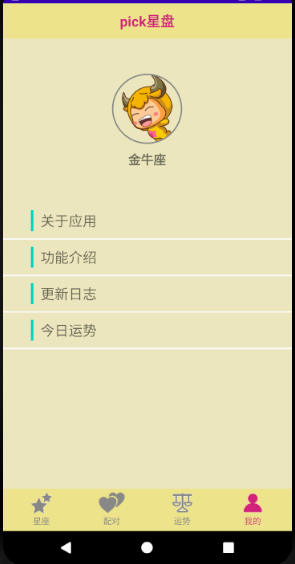 pick星盘
金牛座
关于应用
功能介绍
更新日志
今日运势
星座 配对 运势 我的